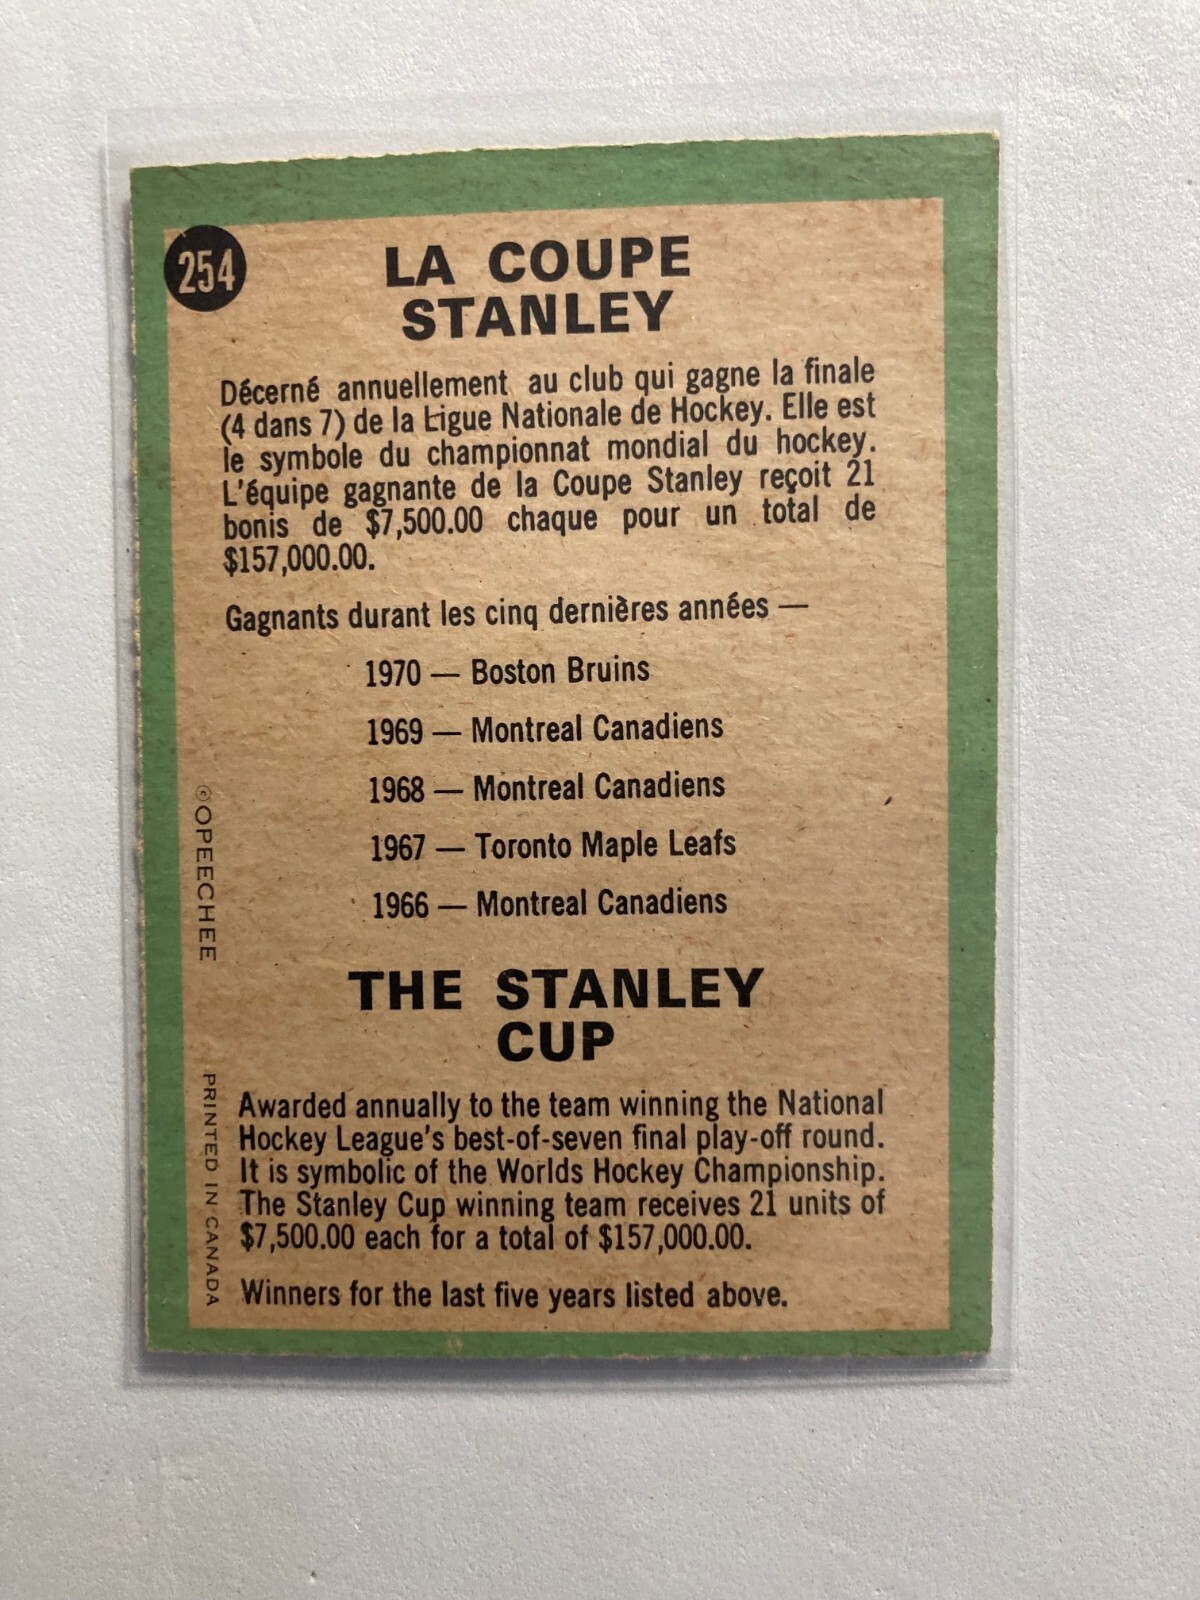 254
LA COUPE
STANLEY
Décerné annuellement au club qui gagne la finale
(4 dans 7) de la Ligue Nationale de Hockey. Elle est
le symbole du championnat mondial du hockey.
L'équipe gagnante de la Coupe Stanley reçoit 21
bonis de $7,500.00 chaque pour un total de
$157,000.00.
Gagnants durant les cinq dernières années —
1970 — Boston Bruins
1969 — Montreal Canadiens
1968 — Montreal Canadiens
1967 — Toronto Maple Leafs
1966 — Montreal Canadiens
THE STANLEY
CUP
Awarded annually to the team winning the National
Hockey League's best-of-seven final play-off round.
It is symbolic of the Worlds Hockey Championship.
The Stanley Cup winning team receives 21 units of
$7,500.00 each for a total of $157,000.00.
Winners for the last five years listed above.
©OPEECHEE
PRINTED IN CANADA